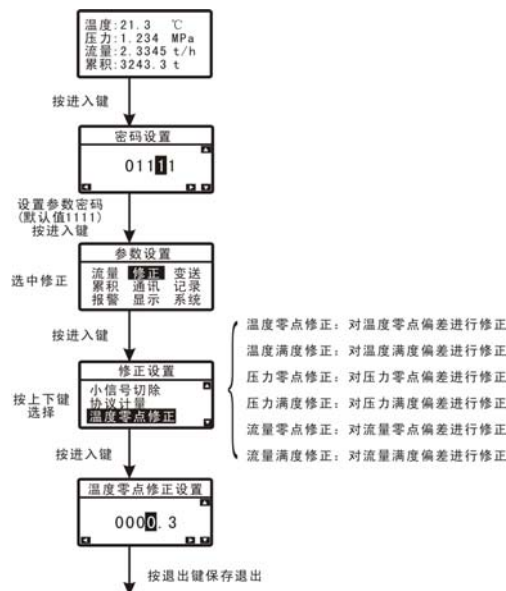 温度:21.3 ℃
压力:1.234 MPa
流量:2.3345 t/h
累积:3243.3 t
按进入键
密码设置
01111
设置参数密码
(默认值1111)
按进入键
参数设置
流量 修正 变送
累积 通讯 记录
报警 显示 系统
选中修正
按进入键
修正设置
小信号切除
协议计量
温度零点修正
按上下键
选择
温度零点修正：对温度零点偏差进行修正
温度满度修正：对温度满度偏差进行修正
压力零点修正：对压力零点偏差进行修正
压力满度修正：对压力满度偏差进行修正
流量零点修正：对流量零点偏差进行修正
流量满度修正：对流量满度偏差进行修正
按进入键
温度零点修正设置
0000.3
按退出键保存退出